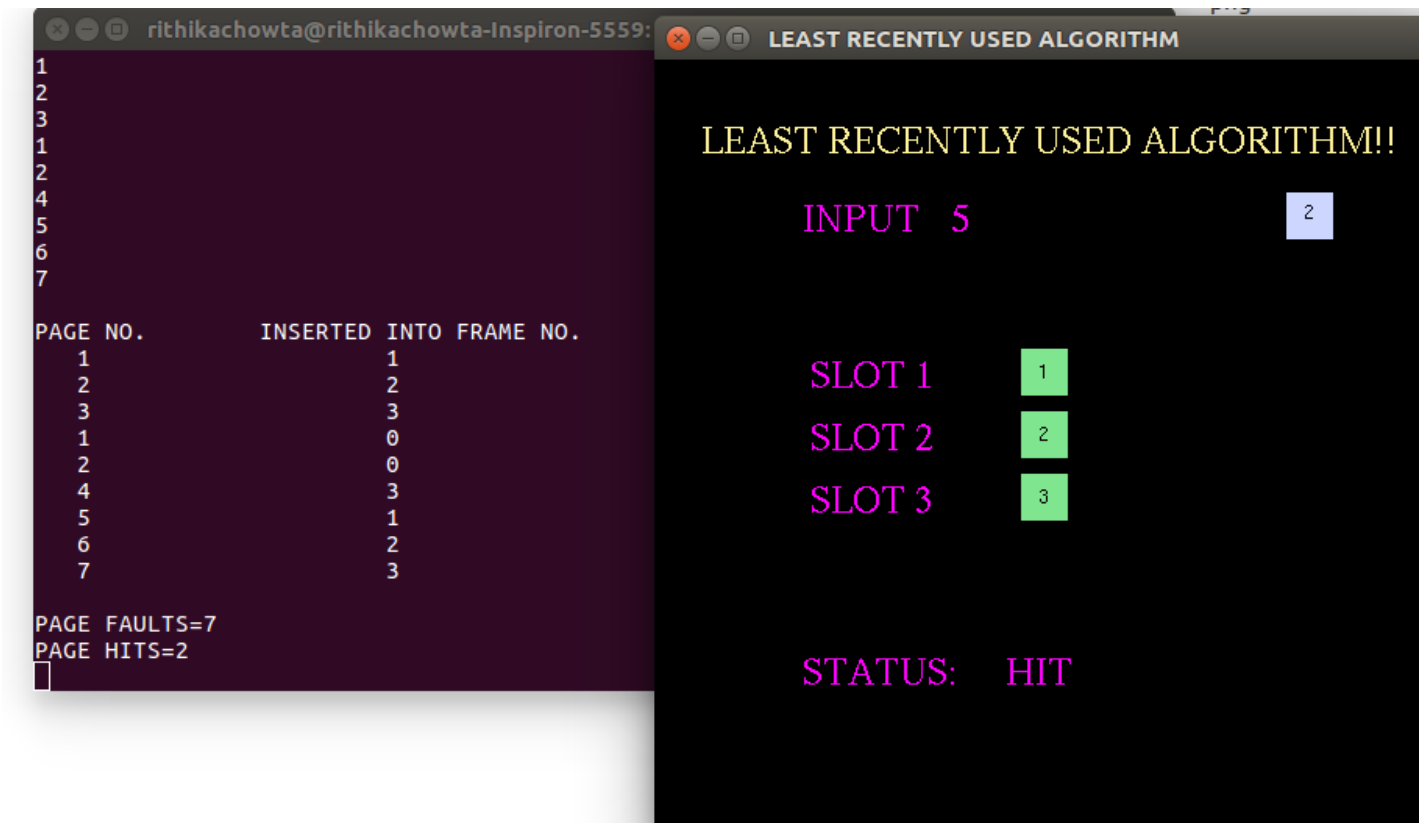 rithikachowta@rithikachowta-Inspiron-5559:
1
2
3
1
2
4
5
6
7
PAGE NO. INSERTED INTO FRAME NO.
1 1
2 2
3 3
1 0
2 0
4 3
5 1
6 2
7 3
PAGE FAULTS=7
PAGE HITS=2
LEAST RECENTLY USED ALGORITHM
LEAST RECENTLY USED ALGORITHM!!
INPUT 5 2
SLOT 1 1
SLOT 2 2
SLOT 3 3
STATUS: HIT